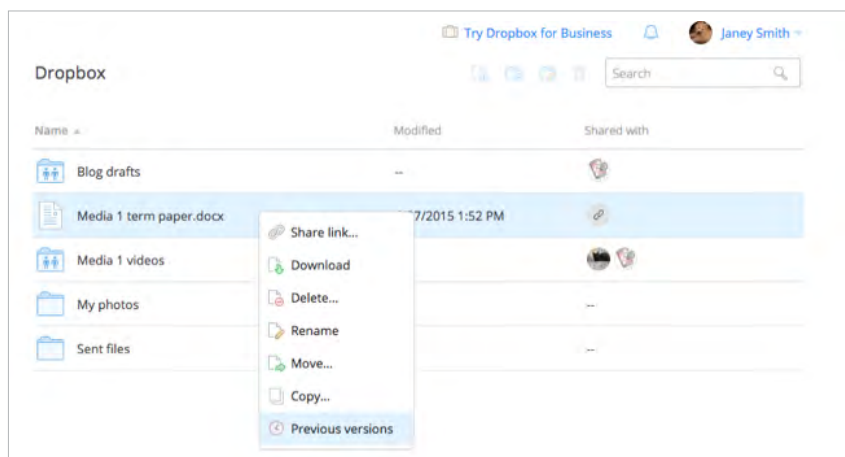 Try Dropbox for Business
Janey Smith
Dropbox
Search
Name
Modified
Shared with
Blog drafts
--
Media 1 term paper.docx
7/2015 1:52 PM
Media 1 videos
My photos
--
Sent files
--
Share link...
Download
Delete...
Rename
Move...
Copy...
Previous versions